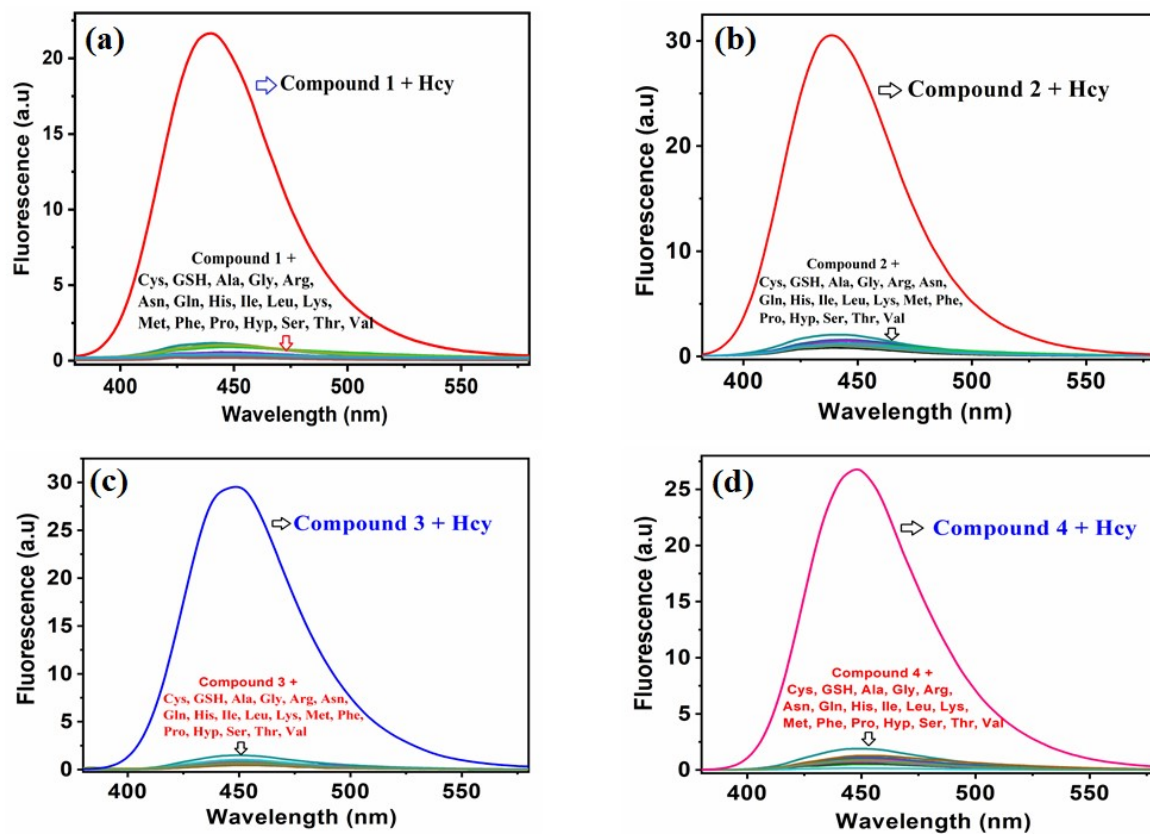 (a)
Fluorescence (a.u)
20
15
10
5
0
Compound 1 + Hcy
Compound 1 +
Cys, GSH, Ala, Gly, Arg,
Asn, Gln, His, Ile, Leu, Lys,
Met, Phe, Pro, Hyp, Ser, Thr, Val
400 450 500 550
Wavelength (nm)
(b)
Fluorescence (a.u)
30
20
10
0
Compound 2 + Hcy
Compound 2 +
Cys, GSH, Ala, Gly, Arg, Asn,
Gln, His, Ile, Leu, Lys, Met, Phe,
Pro, Hyp, Ser, Thr, Val
400 450 500 550
Wavelength (nm)
(c)
Fluorescence (a.u)
30
25
20
15
10
5
0
Compound 3 + Hcy
Compound 3 +
Cys, GSH, Ala, Gly, Arg, Asn,
Gln, His, Ile, Leu, Lys, Met, Phe,
Pro, Hyp, Ser, Thr, Val
400 450 500 550
Wavelength (nm)
(d)
Fluorescence (a.u)
25
20
15
10
5
0
Compound 4 + Hcy
Compound 4 +
Cys, GSH, Ala, Gly, Arg,
Asn, Gln, His, Ile, Leu, Lys,
Met, Phe, Pro, Hyp, Ser, Thr, Val
400 450 500 550
Wavelength (nm)